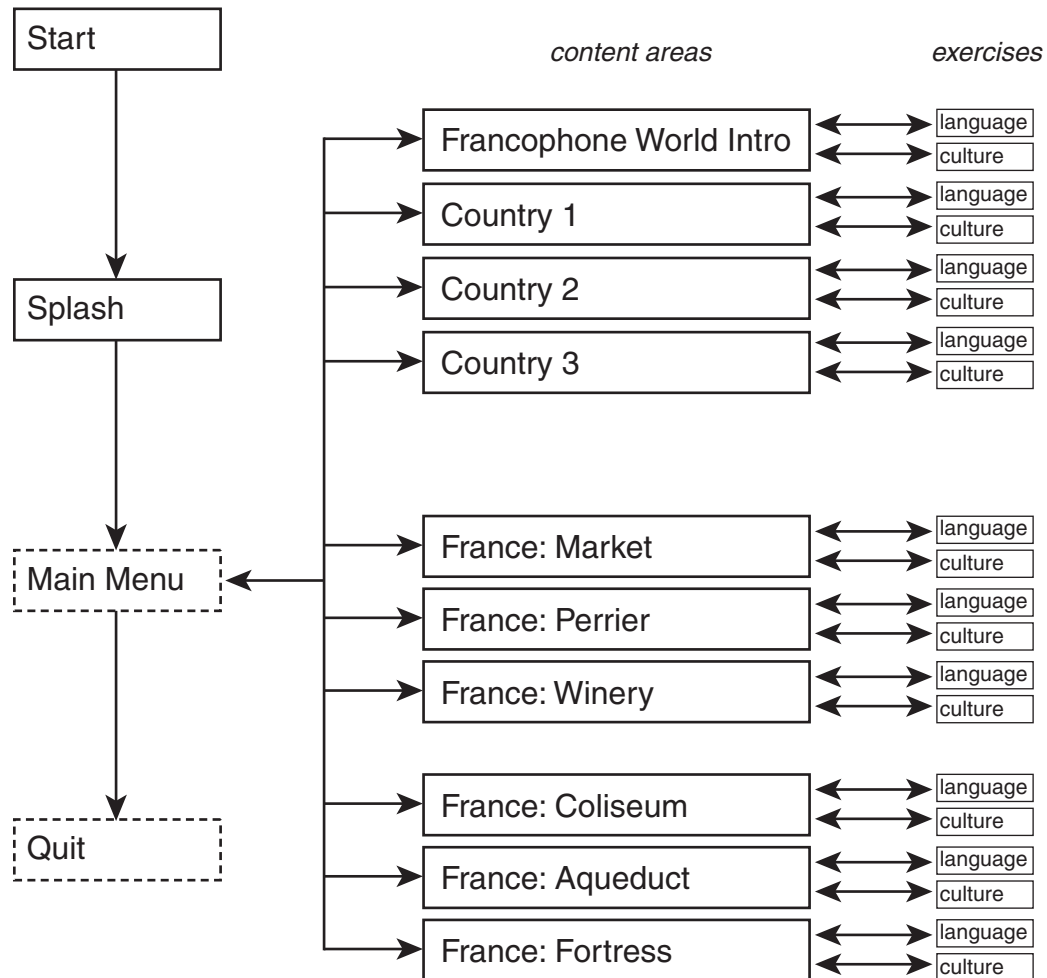 Start
content areas
exercises
Francophone World Intro
language
culture
Country 1
language
culture
Splash
Country 2
language
culture
Country 3
language
culture
Main Menu
France: Market
language
culture
France: Perrier
language
culture
France: Winery
language
culture
Quit
France: Coliseum
language
culture
France: Aqueduct
language
culture
France: Fortress
language
culture